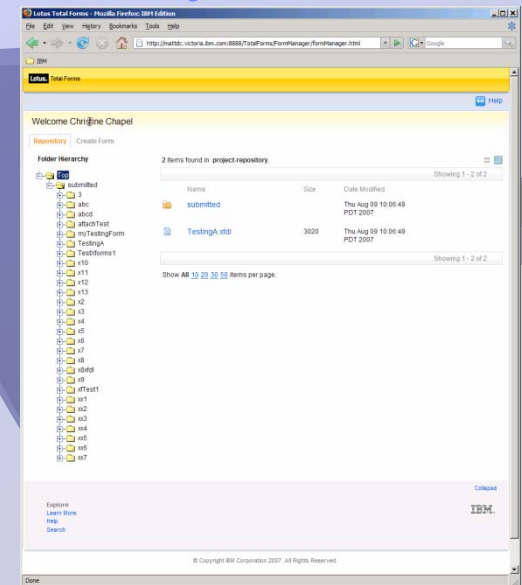 Lotus Total Forms - Mozilla Firefox: IBM Edition
File Edit View History Bookmarks Tools Help
http://mattdc.victoria.ibm.com:8888/TotalForms/FormManager/formManager.html
Google
IBM
Lotus. Total Forms
Help
Welcome Christine Chapel
Repository Create Form
Folder Hierarchy
2 items found in project-repository.
Showing 1 - 2 of 2
Name Size Date Modified
submitted Thu Aug 09 10:06:49 PDT 2007
TestingA.xfdl 3020 Thu Aug 09 10:06:49 PDT 2007
Showing 1 - 2 of 2
Show All 10 20 30 50 items per page.
Top
submitted
3
abc
abcd
attachTest
myTestingForm
TestingA
TestXforms1
x10
x11
x12
x13
x2
x3
x4
x5
x6
x7
x8
x8xfdl
x9
xfTest1
xx1
xx2
xx3
xx4
xx5
xx6
xx7
Collapse
Explore
Learn More
Help
Search
IBM.
© Copyright IBM Corporation 2007. All Rights Reserved.
Done